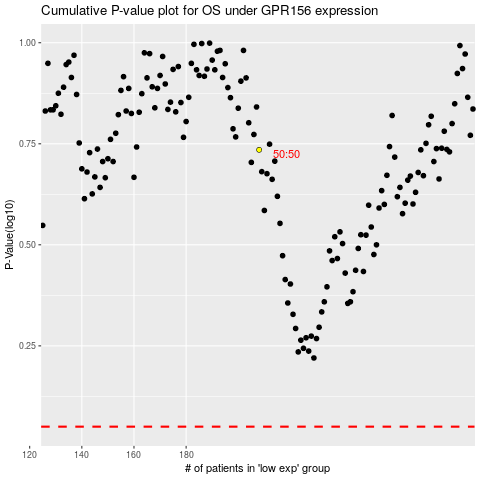 Cumulative P-value plot for OS under GPR156 expression
P-Value(log10)
1.00
0.75
0.50
0.25
50:50
120 140 160 180
# of patients in 'low exp' group